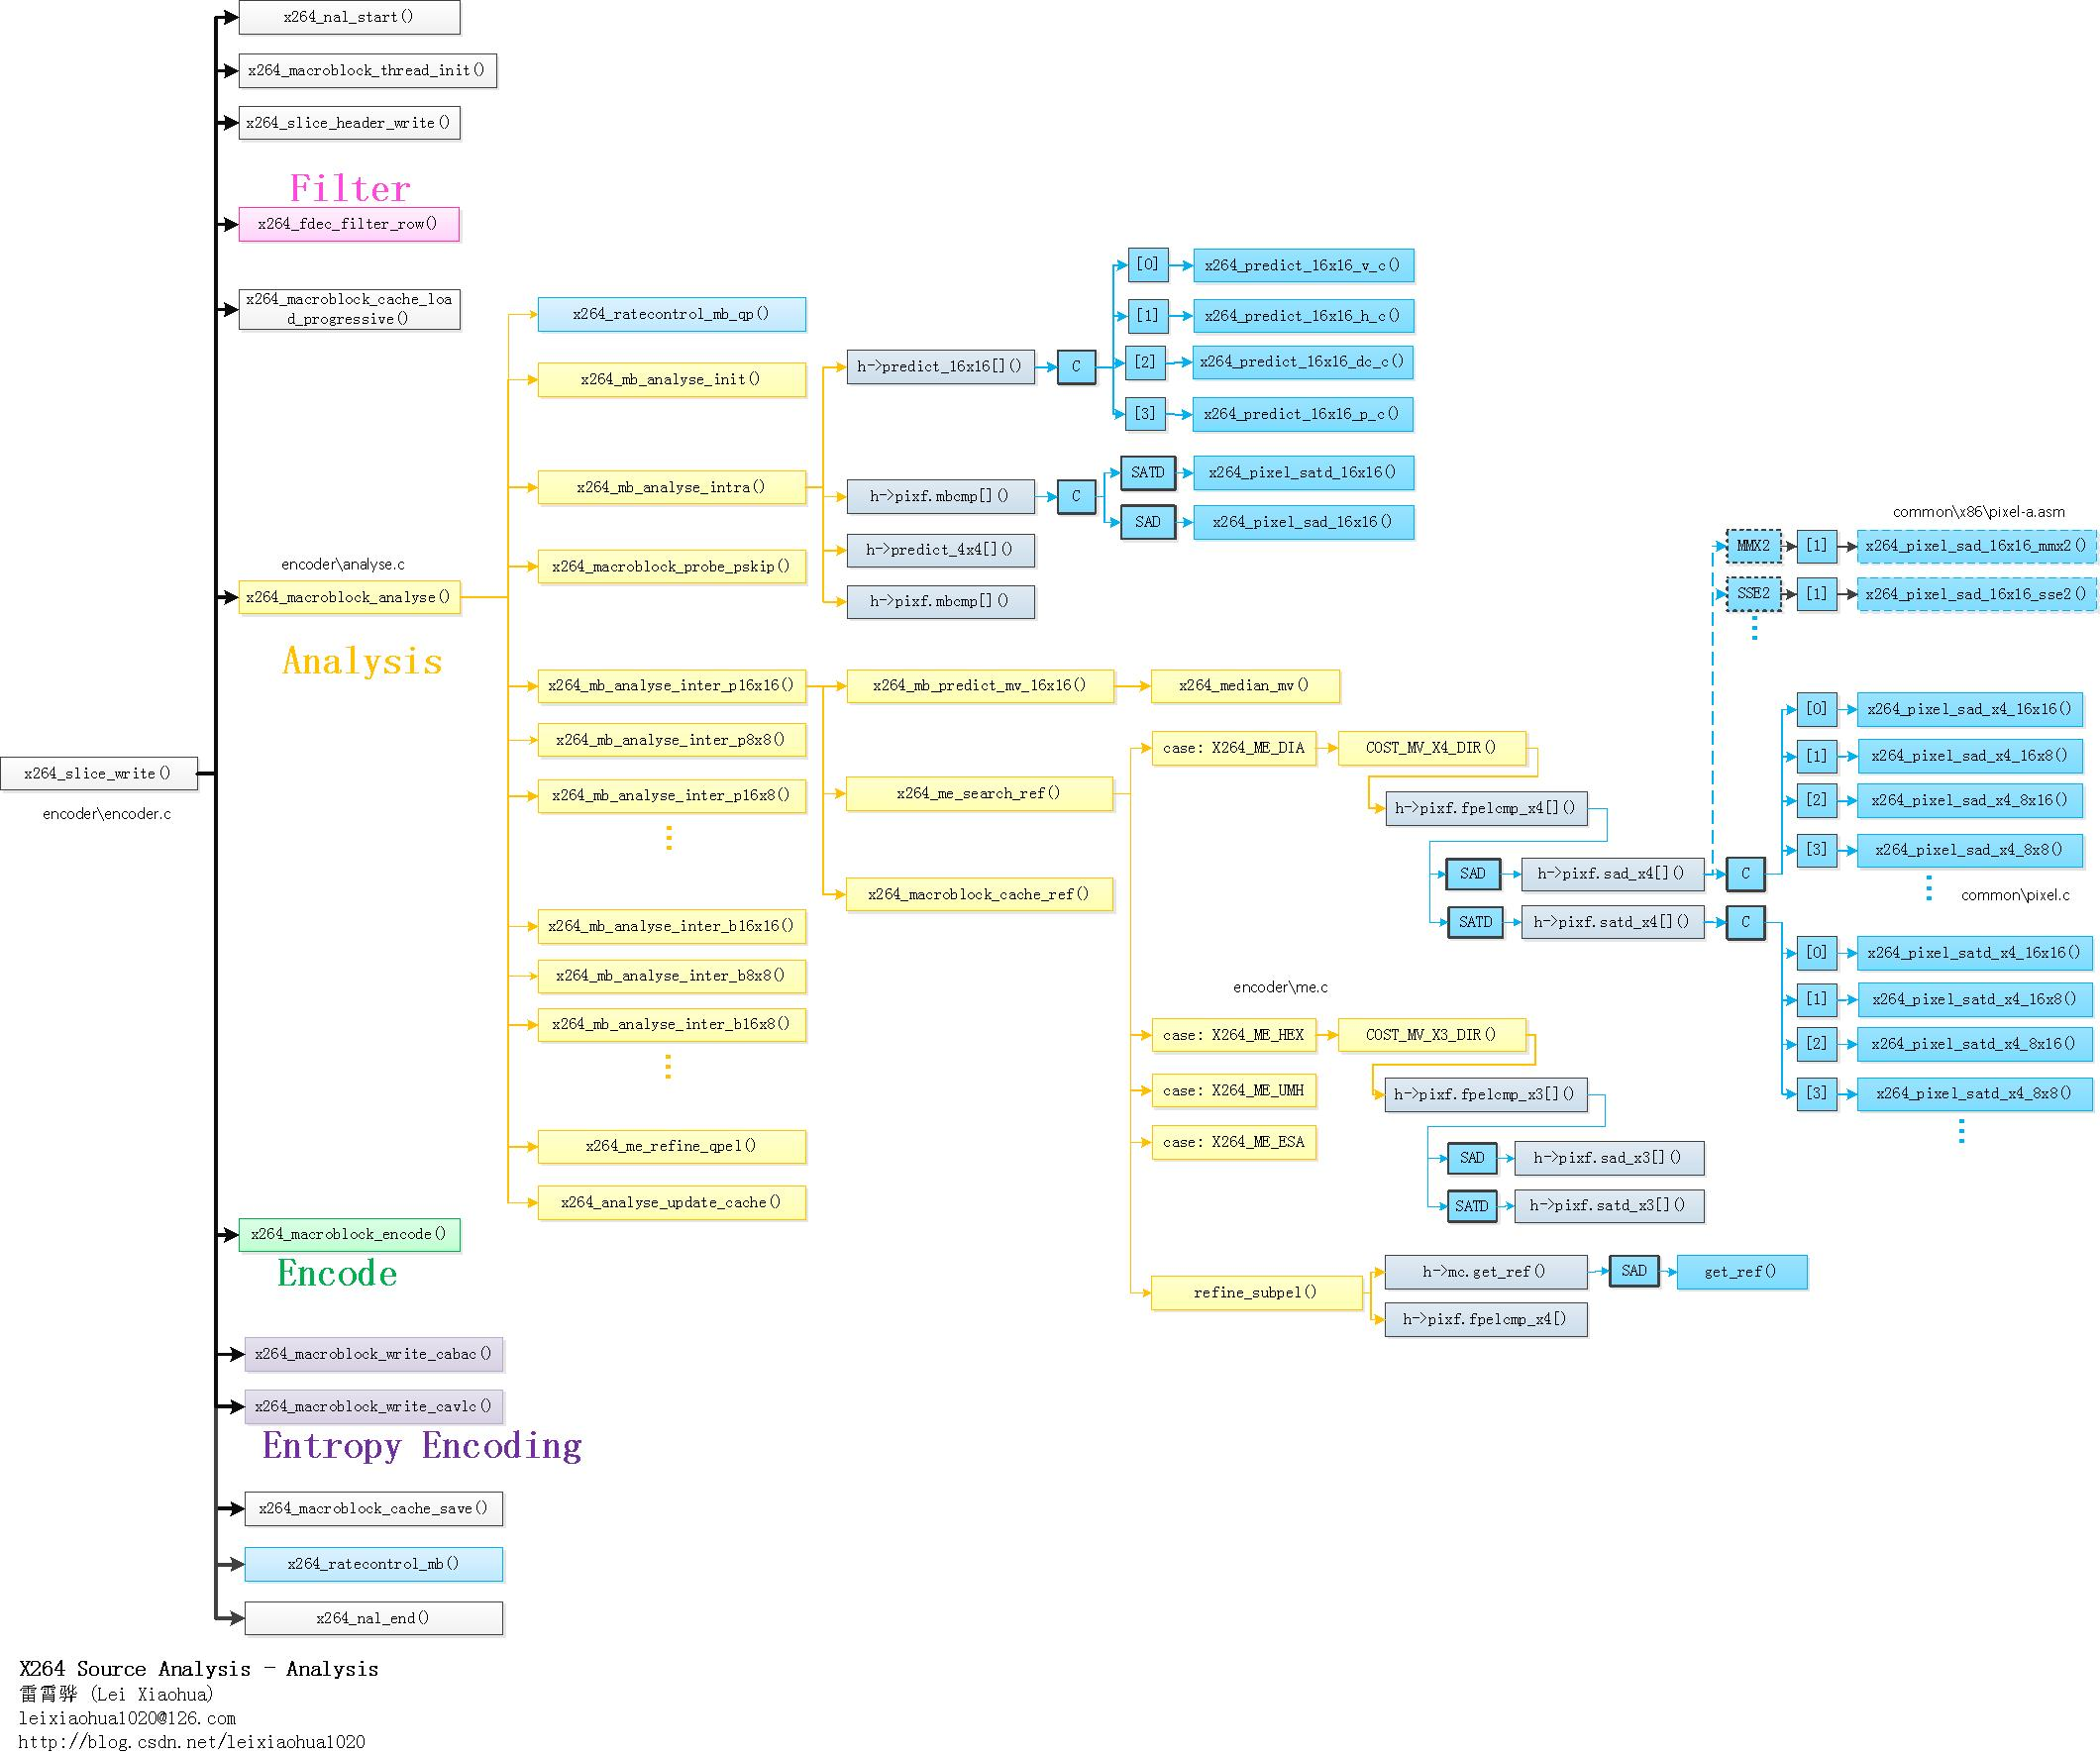 x264_nal_start()
x264_macroblock_thread_init()
x264_slice_header_write()
Filter
x264_fdec_filter_row()
x264_macroblock_cache_loa
d_progressive()
encoder\analyse.c
x264_macroblock_analyse()
Analysis
x264_slice_write()
encoder\encoder.c
x264_macroblock_encode()
Encode
x264_macroblock_write_cabac()
x264_macroblock_write_cavlc()
Entropy Encoding
x264_macroblock_cache_save()
x264_ratecontrol_mb()
x264_nal_end()
x264_ratecontrol_mb_qp()
x264_mb_analyse_init()
x264_mb_analyse_intra()
x264_macroblock_probe_pskip()
x264_mb_analyse_inter_p16x16()
x264_mb_analyse_inter_p8x8()
x264_mb_analyse_inter_p16x8()
x264_mb_analyse_inter_b16x16()
x264_mb_analyse_inter_b8x8()
x264_mb_analyse_inter_b16x8()
x264_me_refine_qpel()
x264_analyse_update_cache()
h->predict_16x16[]()
C
[0]
x264_predict_16x16_v_c()
[1]
x264_predict_16x16_h_c()
[2]
x264_predict_16x16_dc_c()
[3]
x264_predict_16x16_p_c()
h->pixf.mbcmp[]()
C
SATD
x264_pixel_satd_16x16()
SAD
x264_pixel_sad_16x16()
h->predict_4x4[]()
h->pixf.mbcmp[]()
x264_mb_predict_mv_16x16()
x264_median_mv()
x264_me_search_ref()
x264_macroblock_cache_ref()
case: X264_ME_DIA
COST_MV_X4_DIR()
h->pixf.fpelcmp_x4[]()
SAD
h->pixf.sad_x4[]()
C
SATD
h->pixf.satd_x4[]()
C
common\x86\pixel-a.asm
MMX2
[1]
x264_pixel_sad_16x16_mmx2()
SSE2
[1]
x264_pixel_sad_16x16_sse2()
[0]
x264_pixel_sad_x4_16x16()
[1]
x264_pixel_sad_x4_16x8()
[2]
x264_pixel_sad_x4_8x16()
[3]
x264_pixel_sad_x4_8x8()
common\pixel.c
[0]
x264_pixel_satd_x4_16x16()
[1]
x264_pixel_satd_x4_16x8()
[2]
x264_pixel_satd_x4_8x16()
[3]
x264_pixel_satd_x4_8x8()
encoder\me.c
case: X264_ME_HEX
COST_MV_X3_DIR()
h->pixf.fpelcmp_x3[]()
case: X264_ME_UMH
case: X264_ME_ESA
SAD
h->pixf.sad_x3[]()
SATD
h->pixf.satd_x3[]()
refine_subpel()
h->mc.get_ref()
SAD
get_ref()
h->pixf.fpelcmp_x4[)
X264 Source Analysis - Analysis
雷霄骅 (Lei Xiaohua)
leixiaohua1020@126.com
http://blog.csdn.net/leixiaohua1020